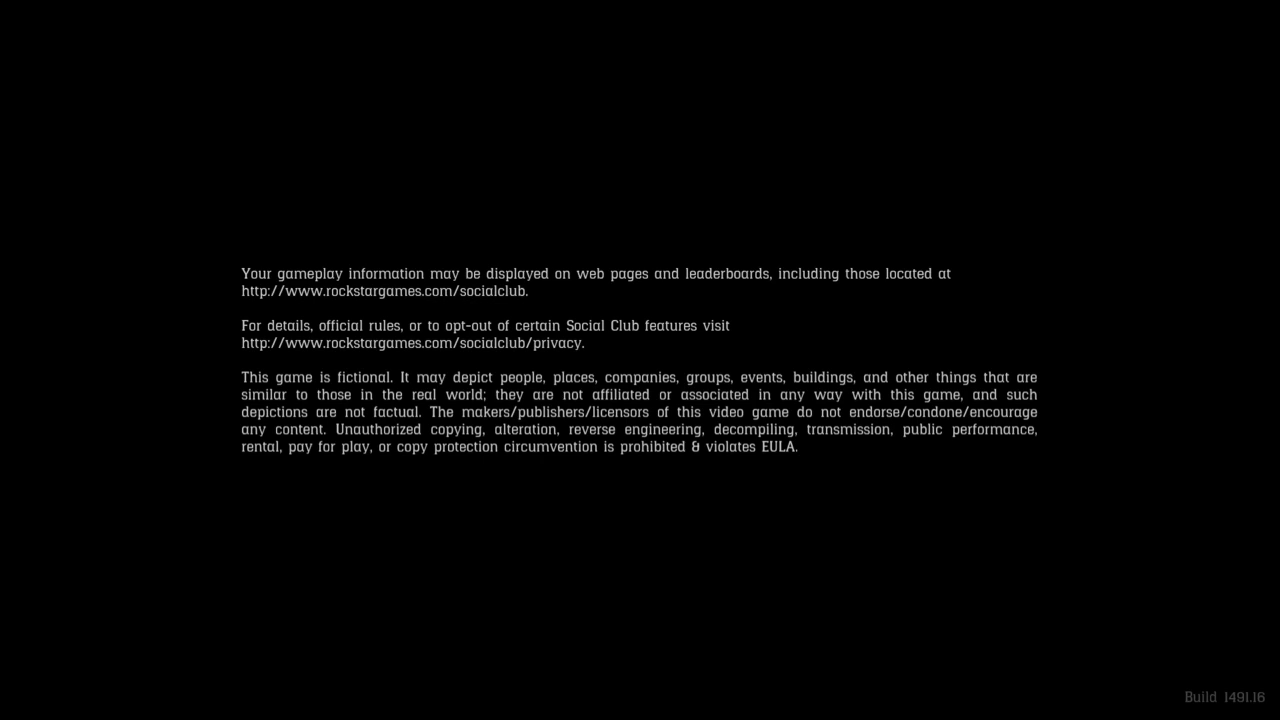 Your gameplay information may be displayed on web pages and leaderboards, including those located at
http://www.rockstargames.com/socialclub.
For details, official rules, or to opt-out of certain Social Club features visit
http://www.rockstargames.com/socialclub/privacy.
This game is fictional. It may depict people, places, companies, groups, events, buildings, and other things that are
similar to those in the real world; they are not affiliated or associated in any way with this game, and such
depictions are not factual. The makers/publishers/licensors of this video game do not endorse/condone/encourage
any content. Unauthorized copying, alteration, reverse engineering, decompiling, transmission, public performance,
rental, pay for play, or copy protection circumvention is prohibited & violates EULA.
Build 1491.16